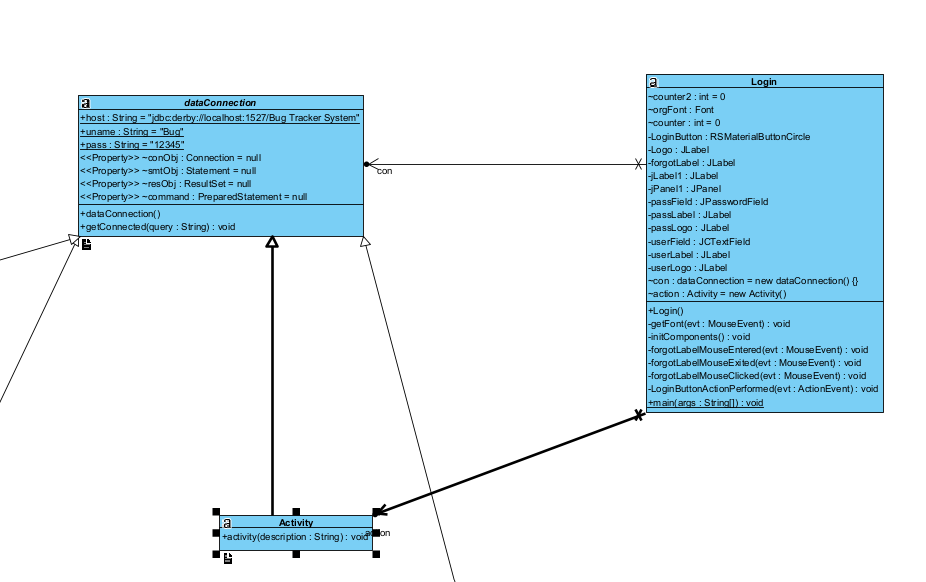 a
dataConnection
+host : String = "jdbc:derby://localhost:1527/Bug Tracker System"
+uname : String = "Bug"
+pass : String = "12345"
<<Property>> ~conObj : Connection = null
<<Property>> ~smtObj : Statement = null
<<Property>> ~resObj : ResultSet = null
<<Property>> ~command : PreparedStatement = null
+dataConnection()
+getConnected(query : String) : void
con
a
Login
~counter2 : int = 0
~orgFont : Font
~counter : int = 0
-LoginButton : RSMaterialButtonCircle
-Logo : JLabel
-forgotLabel : JLabel
-jLabel1 : JLabel
-jPanel1 : JPanel
-passField : JPasswordField
-passLabel : JLabel
-passLogo : JLabel
-userField : JCTextField
-userLabel : JLabel
-userLogo : JLabel
~con : dataConnection = new dataConnection() {}
~action : Activity = new Activity()
+Login()
-getFont(evt : MouseEvent) : void
-initComponents() : void
-forgotLabelMouseEntered(evt : MouseEvent) : void
-forgotLabelMouseExited(evt : MouseEvent) : void
-forgotLabelMouseClicked(evt : MouseEvent) : void
-LoginButtonActionPerformed(evt : ActionEvent) : void
+main(args : String[]) : void
a
Activity
+activity(description : String) : void